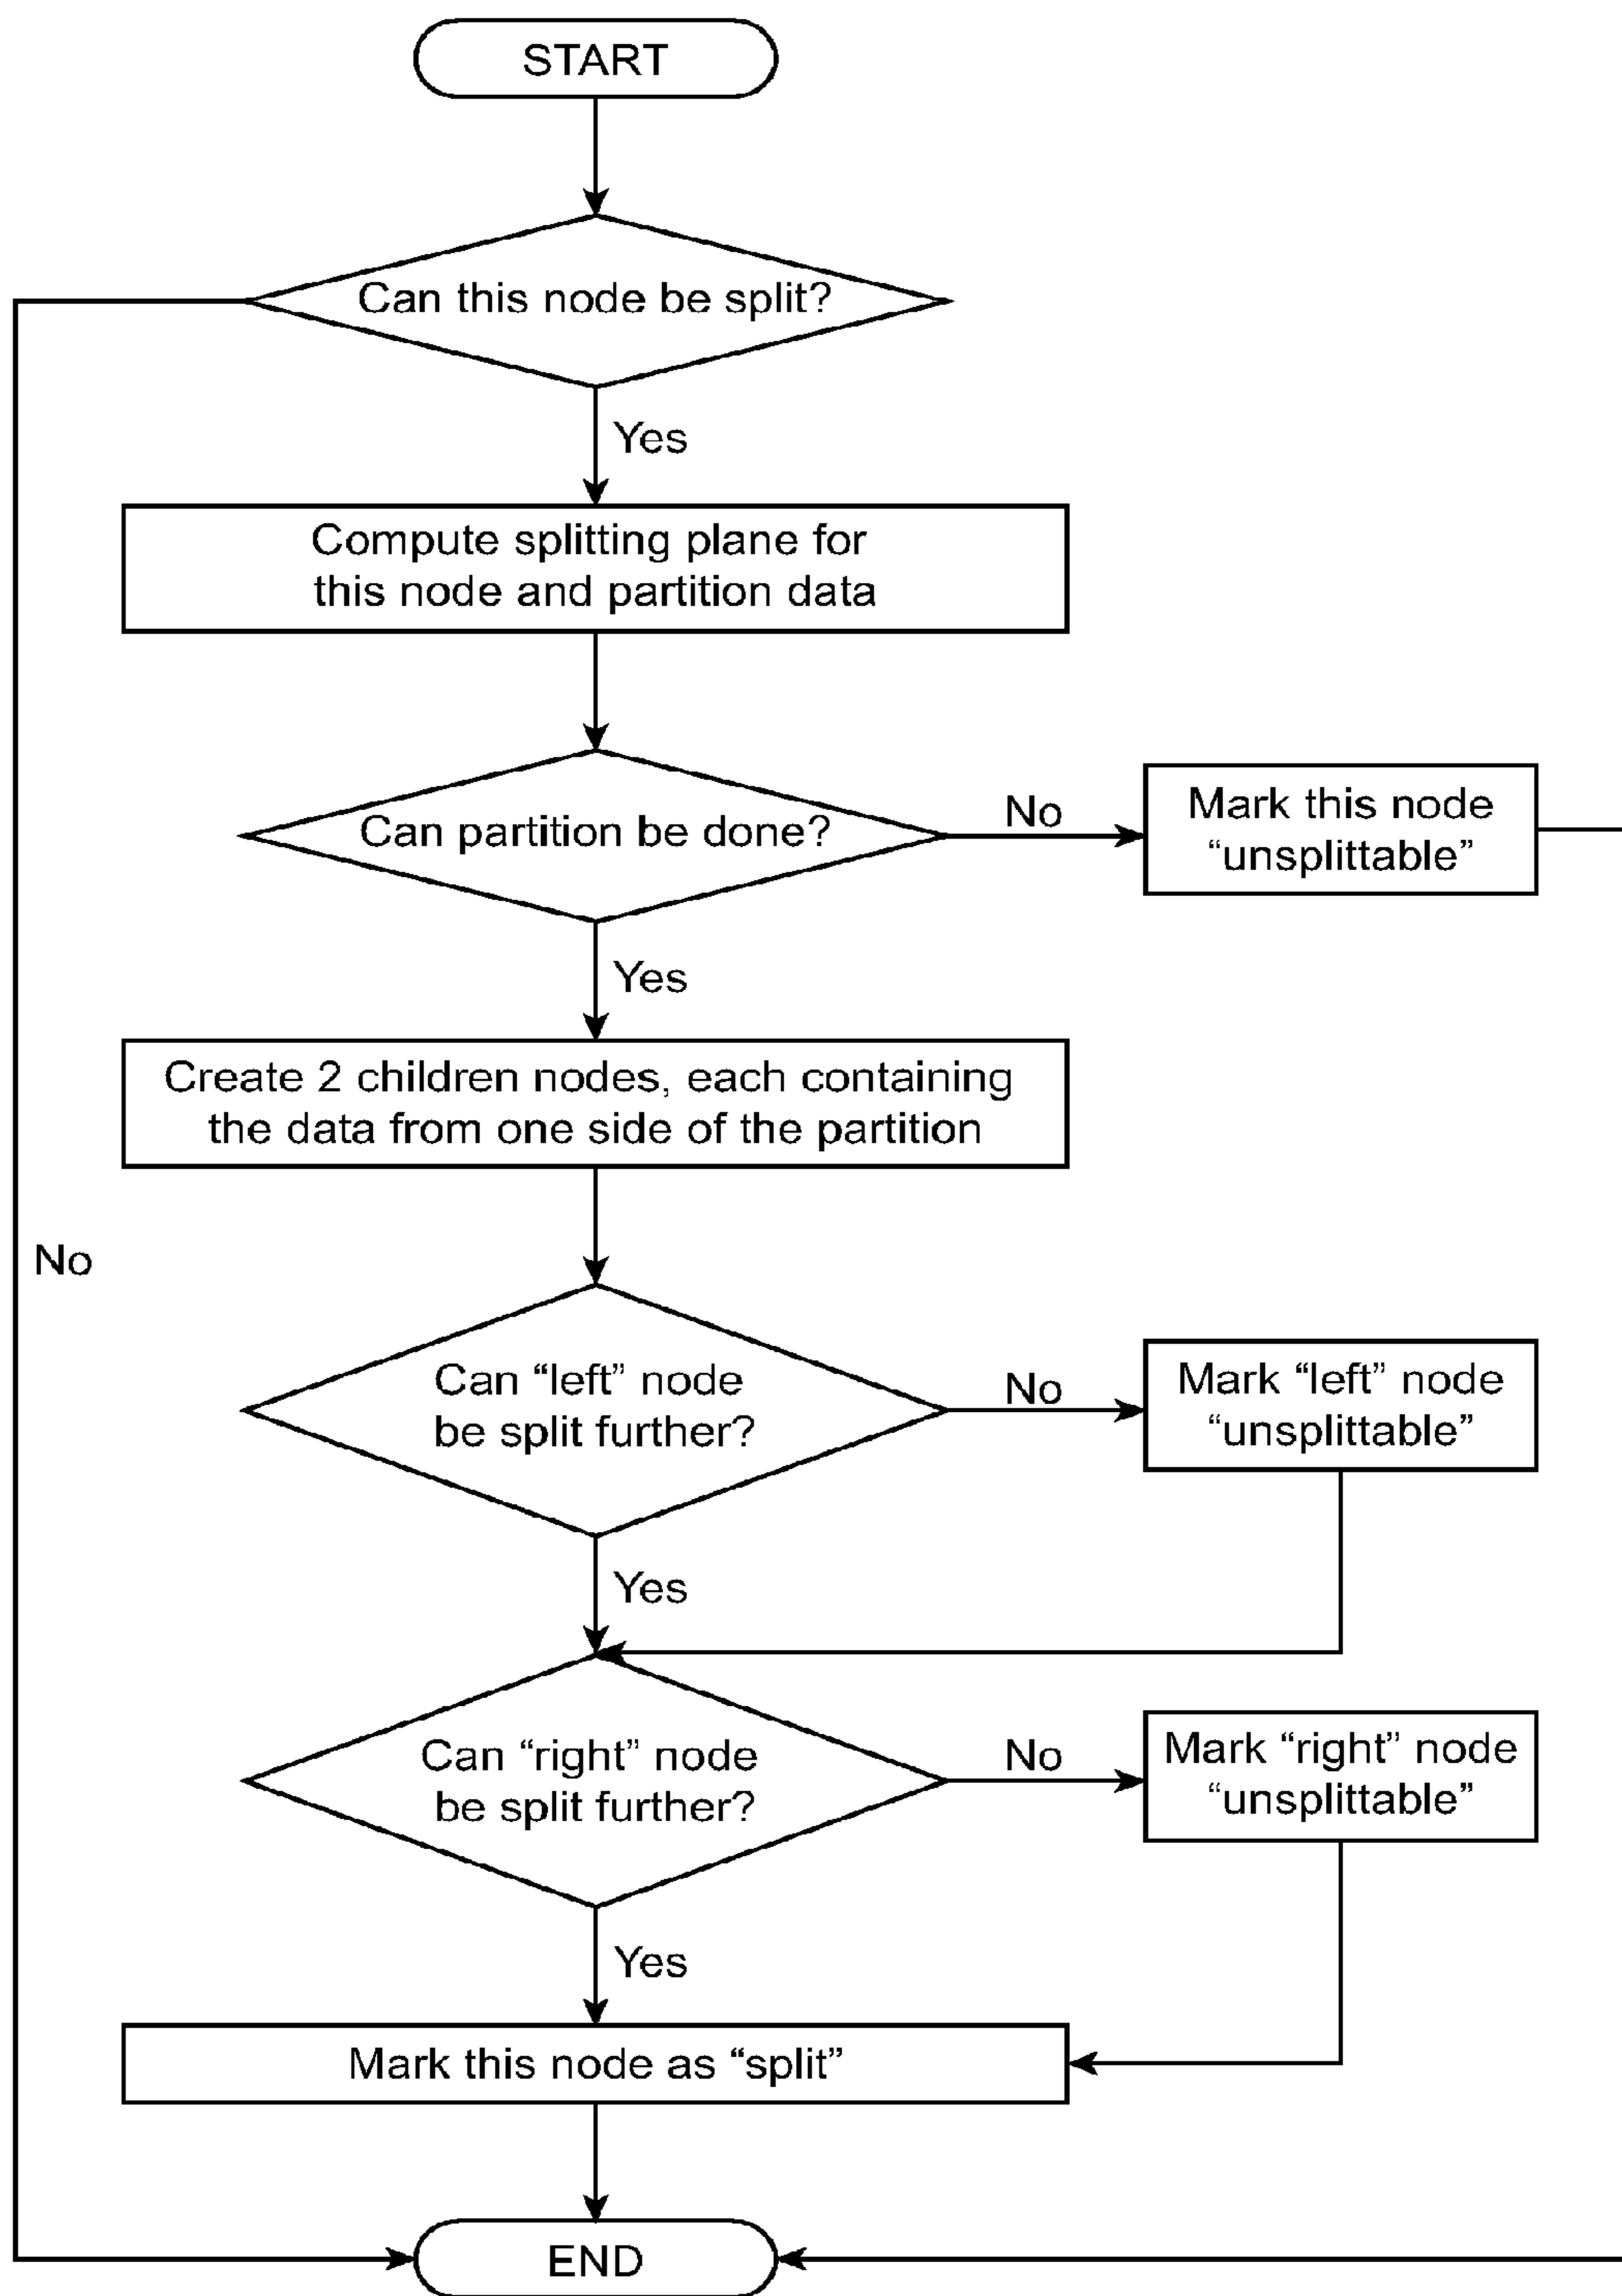 START
Can this node be split?
Yes
Compute splitting plane for
this node and partition data
Can partition be done?
No
Mark this node
“unsplittable”
Yes
Create 2 children nodes, each containing
the data from one side of the partition
No
Can “left” node
be split further?
No
Mark “left” node
“unsplittable”
Yes
Can “right” node
be split further?
No
Mark “right” node
“unsplittable”
Yes
Mark this node as “split”
END